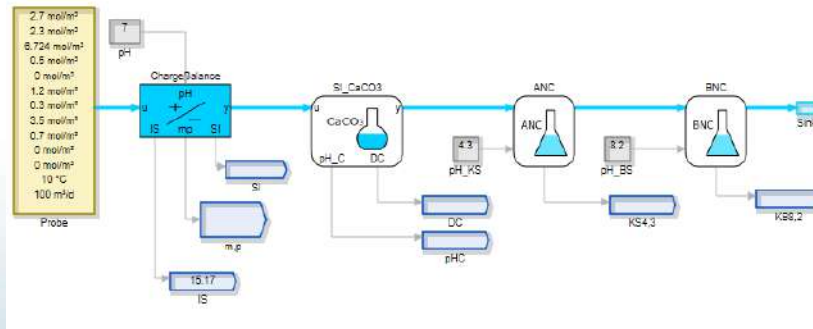 2.7 mol/m³
2.3 mol/m³
6.724 mol/m³
0.5 mol/m³
0 mol/m³
1.2 mol/m³
0.3 mol/m³
3.5 mol/m³
0.7 mol/m³
0 mol/m³
0 mol/m³
10 °C
100 m³/d
Probe
7
pH
ChargeBalance
pH
u
y
IS
mp
SI
SI
m,p
15.17
IS
SI_CaCO3
u
y
CaCO₃
pH_C
DC
DC
pHC
ANC
ANC
4.3
pH_KS
KS4,3
BNC
BNC
8.2
pH_BS
KB8,2